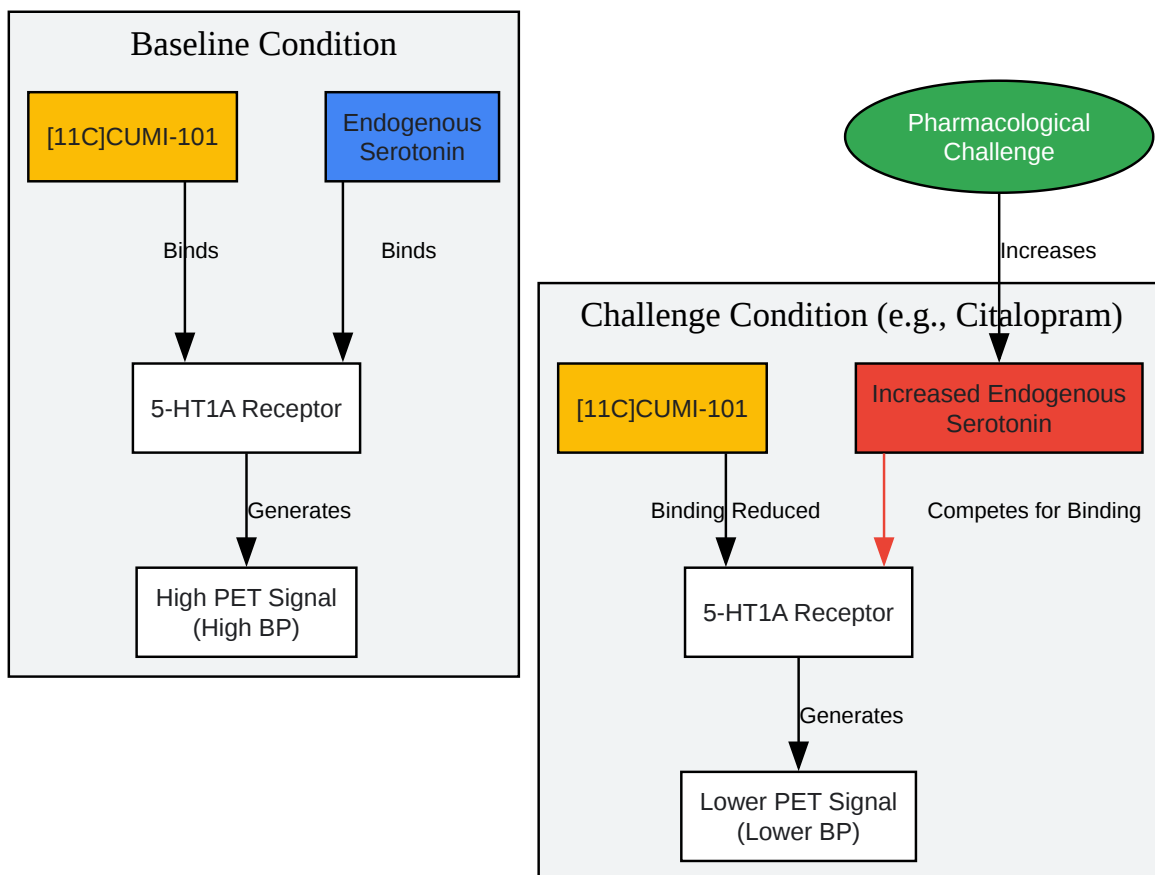 Baseline Condition
[11C]CUMI-101
Endogenous
Serotonin
Binds
Binds
5-HT1A Receptor
Generates
High PET Signal
(High BP)
Pharmacological
Challenge
Increases
Challenge Condition (e.g., Citalopram)
[11C]CUMI-101
Increased Endogenous
Serotonin
Binding Reduced
Competes for Binding
5-HT1A Receptor
Generates
Lower PET Signal
(Lower BP)